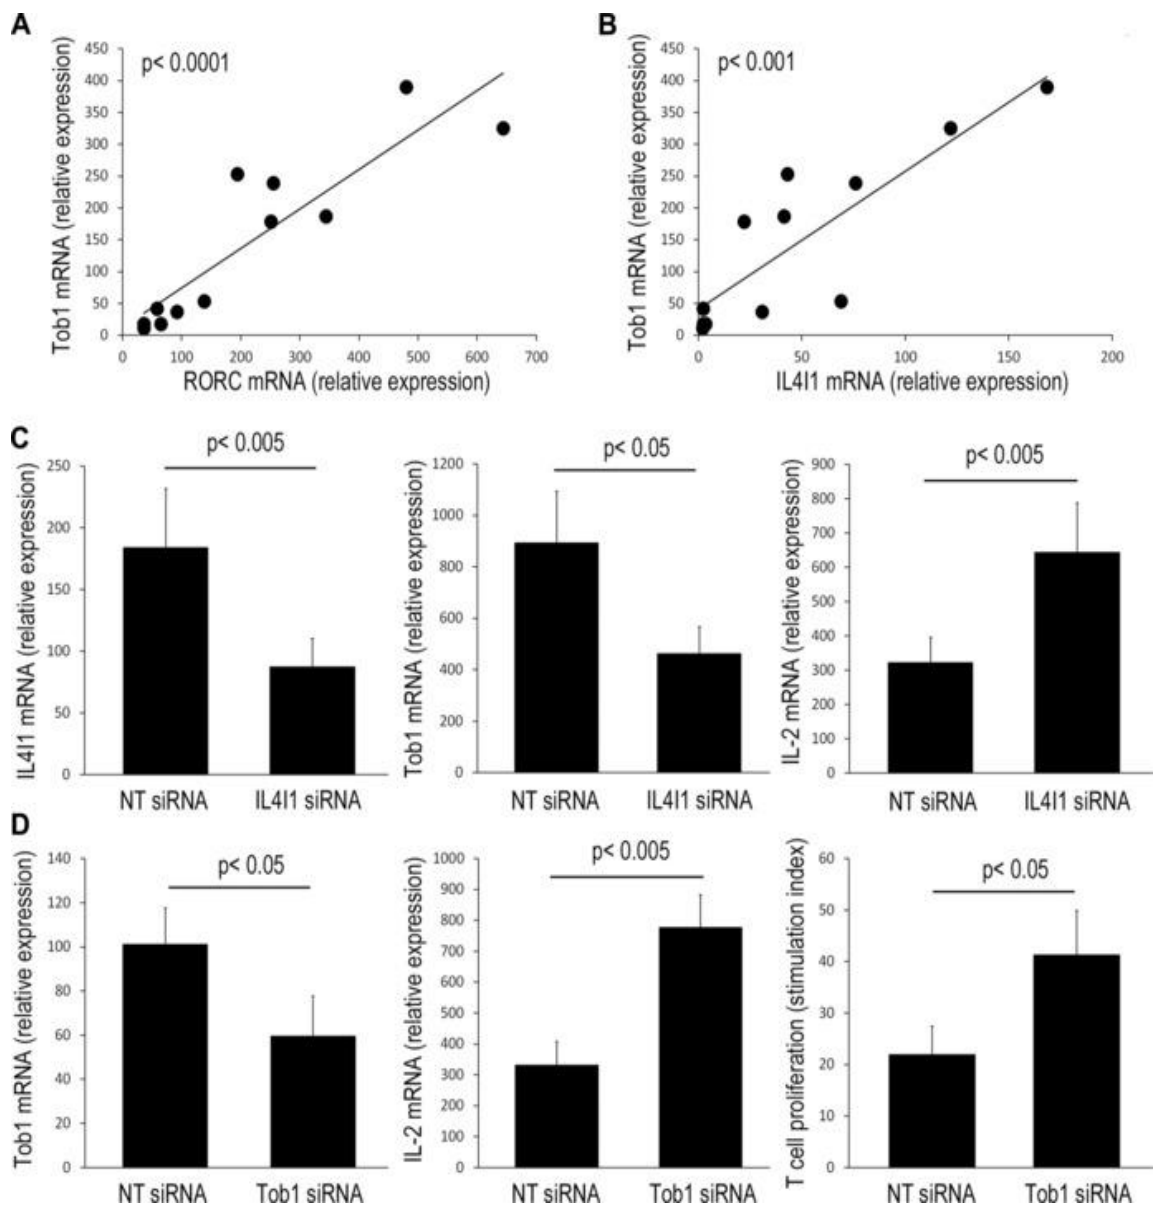 A
p< 0.0001
Tob1 mRNA (relative expression)
450
400
350
300
250
200
150
100
50
0
0 100 200 300 400 500 600 700
RORC mRNA (relative expression)
B
p< 0.001
Tob1 mRNA (relative expression)
450
400
350
300
250
200
150
100
50
0
0 50 100 150 200
IL4I1 mRNA (relative expression)
C
p< 0.005
IL4I1 mRNA (relative expression)
250
200
150
100
50
0
NT siRNA IL4I1 siRNA
p< 0.05
Tob1 mRNA (relative expression)
1200
1000
800
600
400
200
0
NT siRNA IL4I1 siRNA
p< 0.005
IL-2 mRNA (relative expression)
900
800
700
600
500
400
300
200
100
0
NT siRNA IL4I1 siRNA
D
p< 0.05
Tob1 mRNA (relative expression)
140
120
100
80
60
40
20
0
NT siRNA Tob1 siRNA
p< 0.005
IL-2 mRNA (relative expression)
1000
900
800
700
600
500
400
300
200
100
0
NT siRNA Tob1 siRNA
p< 0.05
T cell proliferation (stimulation index)
60
50
40
30
20
10
0
NT siRNA Tob1 siRNA